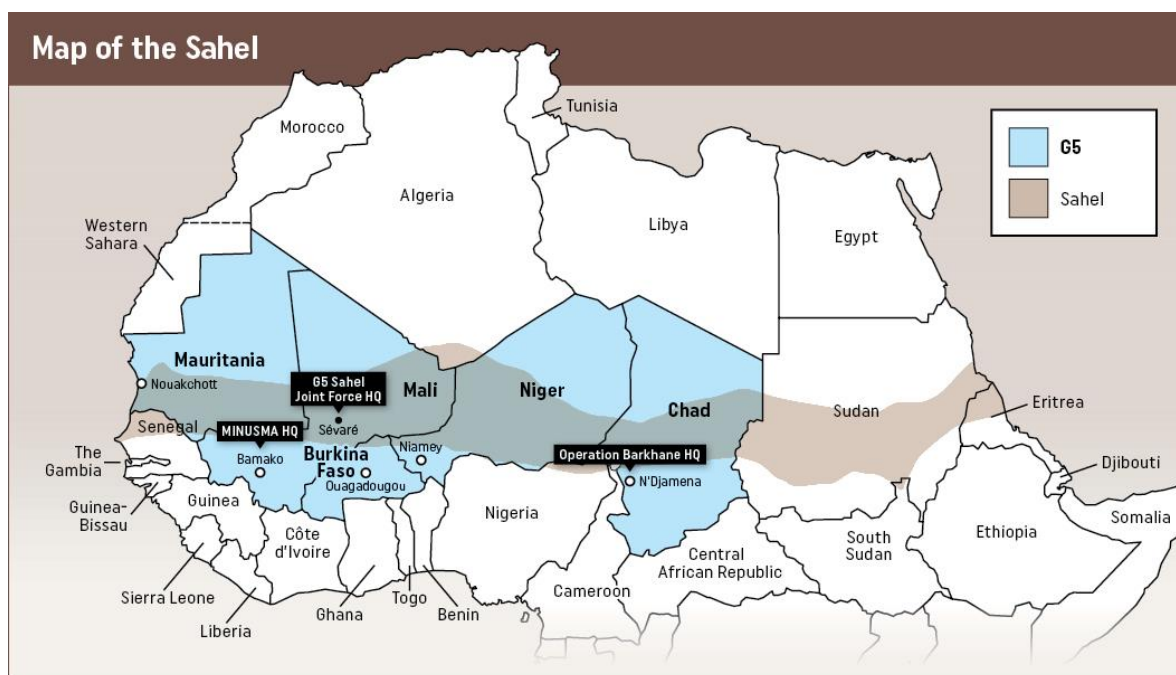 Map of the Sahel
G5
Sahel
Tunisia
Morocco
Algeria
Libya
Egypt
Western
Sahara
Mauritania
Nouakchott
G5 Sahel
Joint Force HQ
Mali
Niger
Chad
Sudan
Eritrea
Senegal
MINUSMA HQ
Sévaré
Burkina
Faso
Niamey
Operation Barkhane HQ
The
Gambia
Bamako
Ouagadougou
N'Djamena
Djibouti
Guinea-
Bissau
Guinea
Côte
d'Ivoire
Nigeria
South
Sudan
Ethiopia
Somalia
Central
African Republic
Cameroon
Sierra Leone
Liberia
Ghana
Togo
Benin